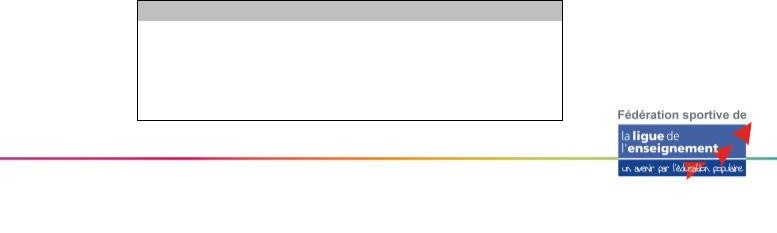 Fédération sportive de
la ligue de
l'enseignement
un avenir par l'éducation populaire